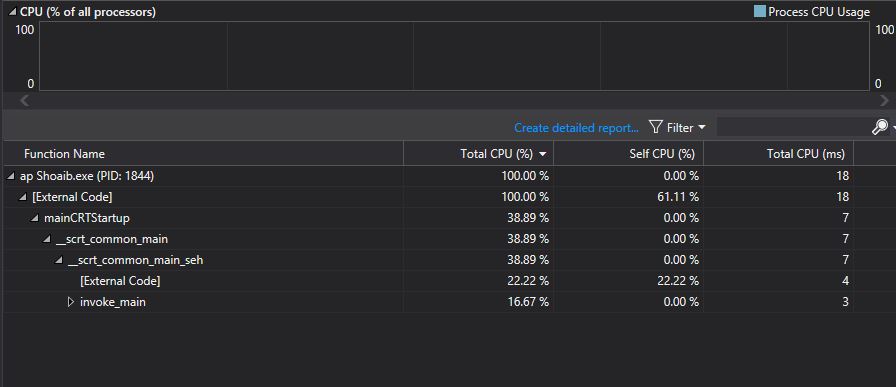 CPU (% of all processors) Process CPU Usage
100 100
0 0
Create detailed report... Filter
Function Name Total CPU (%) Self CPU (%) Total CPU (ms)
ap Shoaib.exe (PID: 1844) 100.00 % 0.00 % 18
[External Code] 100.00 % 61.11 % 18
mainCRTStartup 38.89 % 0.00 % 7
__scrt_common_main 38.89 % 0.00 % 7
__scrt_common_main_seh 38.89 % 0.00 % 7
[External Code] 22.22 % 22.22 % 4
invoke_main 16.67 % 0.00 % 3